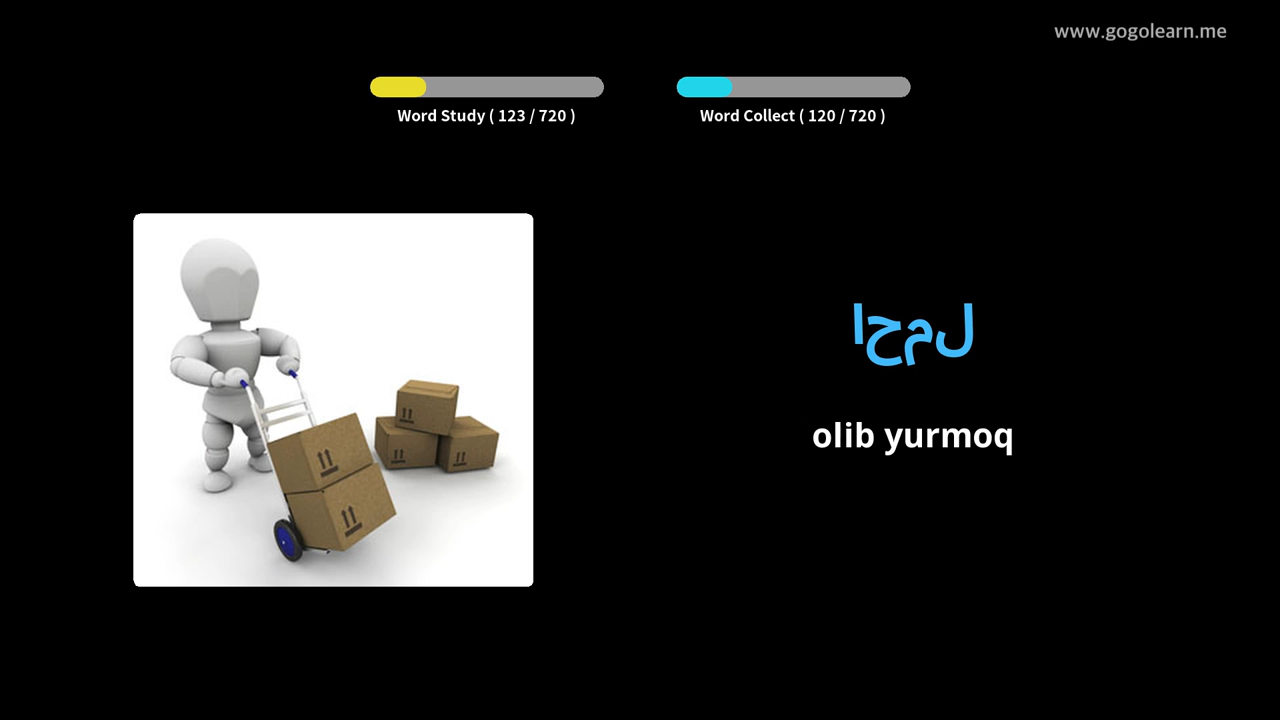 www.gogolearn.me
Word Study ( 123 / 720 )
Word Collect ( 120 / 720 )
احمل
olib yurmoq